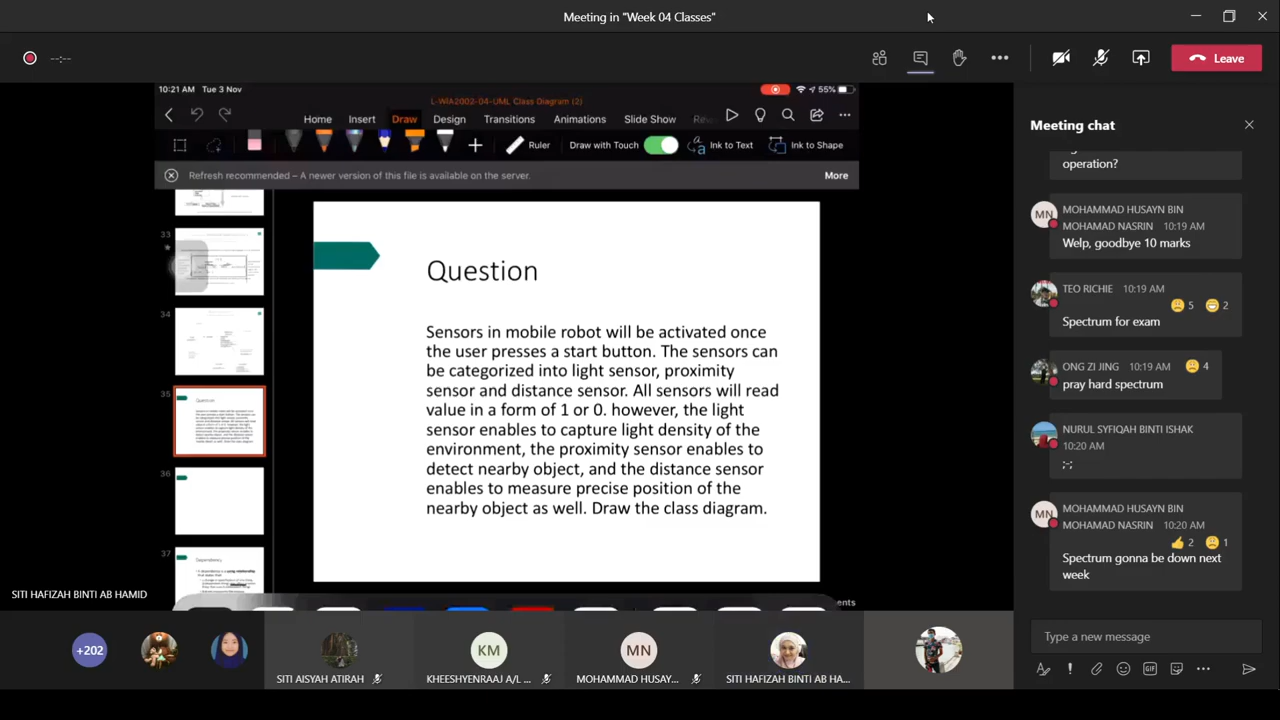 Meeting in "Week 04 Classes"
--:--
Leave
10:21 AM Tue 3 Nov
55%
L-WIA2002-04-UML Class Diagram (2)
Home Insert Draw Design Transitions Animations Slide Show
Ruler Draw with Touch Ink to Text Ink to Shape
Refresh recommended – A newer version of this file is available on the server. More
33
34
35
Question
36
37
Dependency
Question
Sensors in mobile robot will be activated once
the user presses a start button. The sensors can
be categorized into light sensor, proximity
sensor and distance sensor. All sensors will read
value in a form of 1 or 0. however, the light
sensor enables to capture light density of the
environment, the proximity sensor enables to
detect nearby object, and the distance sensor
enables to measure precise position of the
nearby object as well. Draw the class diagram.
SITI HAFIZAH BINTI AB HAMID
+202
SITI AISYAH ATIRAH
KM
KHEESHYENRAAJ A/L ...
MN
MOHAMMAD HUSAY...
SITI HAFIZAH BINTI AB HA...
Meeting chat
operation?
MN
MOHAMMAD HUSAYN BIN
MOHAMAD NASRIN 10:19 AM
Welp, goodbye 10 marks
TEO RICHIE 10:19 AM
5 2
Spectrum for exam
ONG ZI JING 10:19 AM 4
pray hard spectrum
NURUL SYFIQAH BINTI ISHAK
10:20 AM
;-;
MN
MOHAMMAD HUSAYN BIN
MOHAMAD NASRIN 10:20 AM
2 1
Spectrum gonna be down next
week
Type a new message
GIF